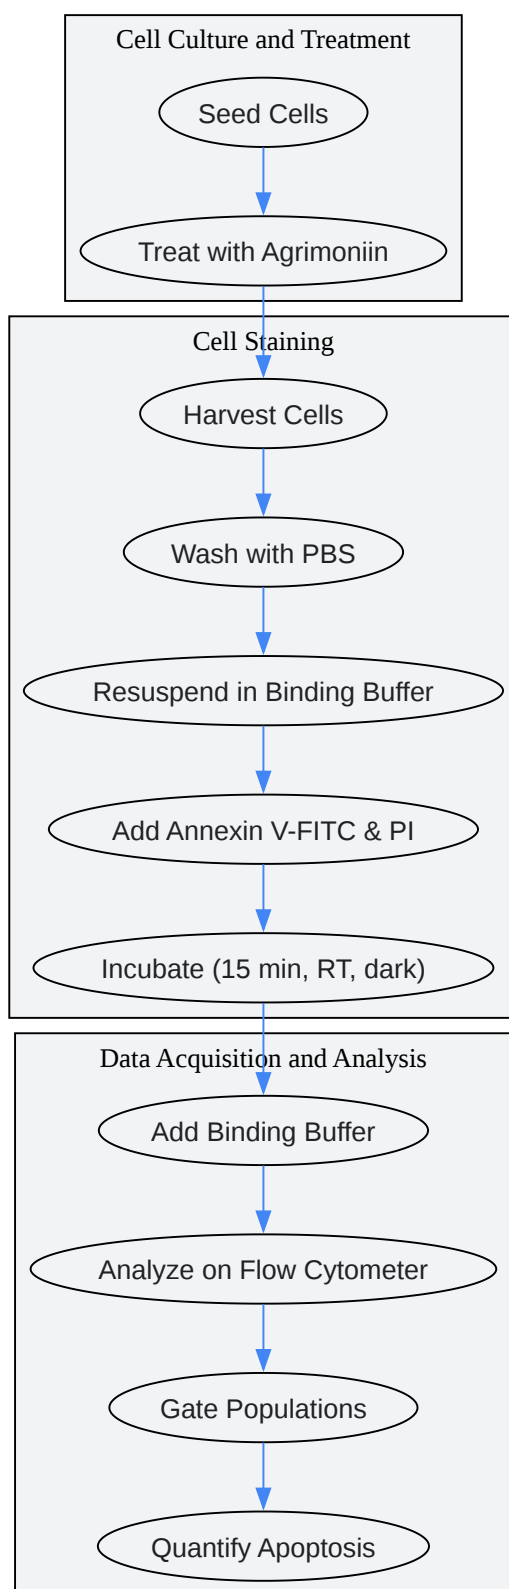 Cell Culture and Treatment
Seed Cells
Treat with Agrimoniin
Cell Staining
Harvest Cells
Wash with PBS
Resuspend in Binding Buffer
Add Annexin V-FITC & PI
Incubate (15 min, RT, dark)
Data Acquisition and Analysis
Add Binding Buffer
Analyze on Flow Cytometer
Gate Populations
Quantify Apoptosis